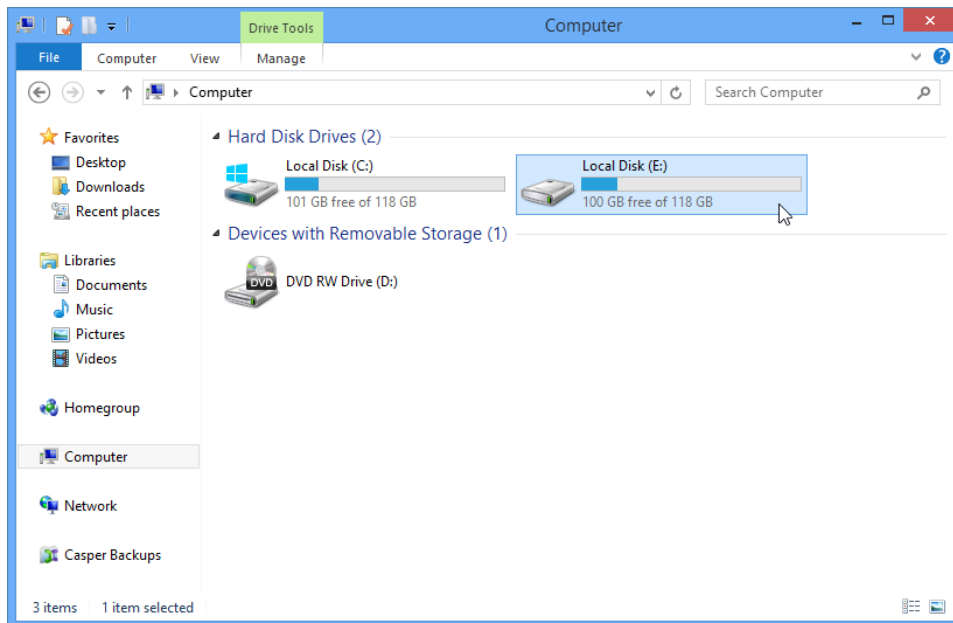 Drive Tools
Computer
File Computer View Manage
Computer
Search Computer
Favorites
Desktop
Downloads
Recent places
Libraries
Documents
Music
Pictures
Videos
Homegroup
Computer
Network
Casper Backups
Hard Disk Drives (2)
Local Disk (C:)
101 GB free of 118 GB
Local Disk (E:)
100 GB free of 118 GB
Devices with Removable Storage (1)
DVD
DVD RW Drive (D:)
3 items 1 item selected